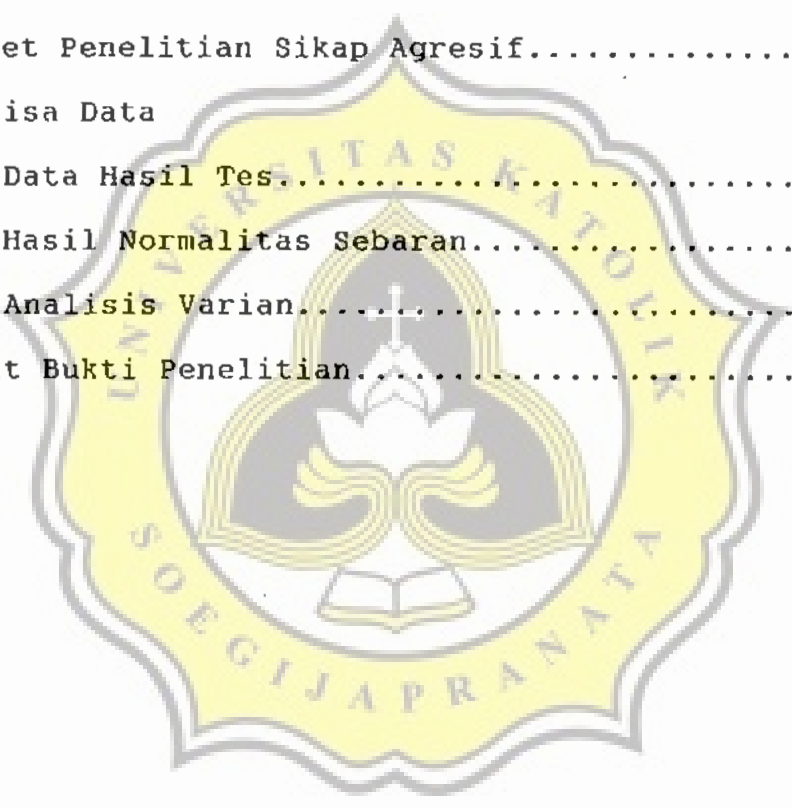 et Penelitian Sikap Agresif..............
isa Data
Data Hasil Tes...........................
Hasil Normalitas Sebaran.................
Analisis Varian..........................
t Bukti Penelitian.......................
UNIVERSITAS KATOLIK
SOEGIJAPRANATA